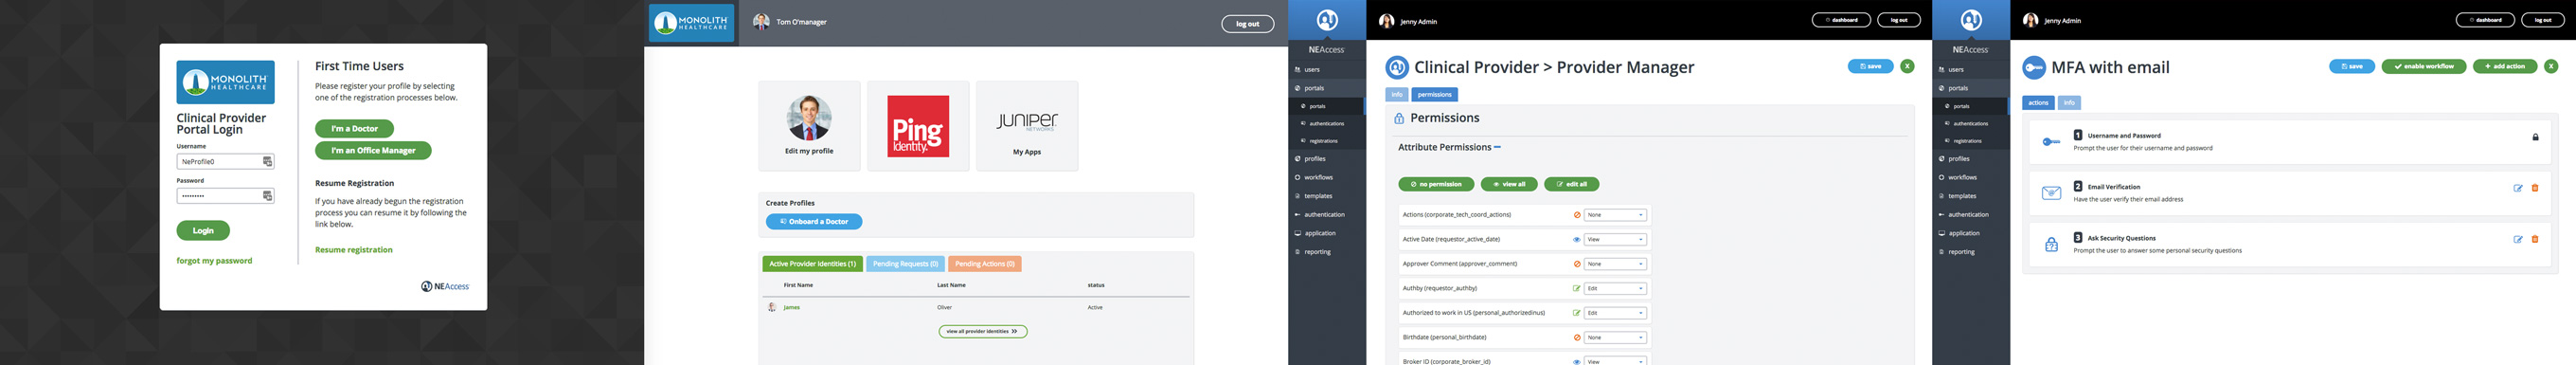 MONOLITH
HEALTHCARE
Clinical Provider
Portal Login
Username
NeProfile0
Password
Login
forgot my password
First Time Users
Please register your profile by selecting
one of the registration processes below.
I'm a Doctor
I'm an Office Manager
Resume Registration
If you have already begun the registration
process you can resume it by following the
link below.
Resume registration
NEAccess
MONOLITH
HEALTHCARE
Tom O'manager
log out
Edit my profile
Ping
Identity.
JUNIPER
NETWORKS
My Apps
Create Profiles
Onboard a Doctor
Active Provider Identities (1)
Pending Requests (0)
Pending Actions (0)
First Name
Last Name
status
James
Oliver
Active
view all provider identities
NEAccess
users
portals
portals
authentications
registrations
profiles
workflows
templates
authentication
application
reporting
Jenny Admin
dashboard
log out
Clinical Provider > Provider Manager
save
X
info
permissions
Permissions
Attribute Permissions
no permission
view all
edit all
Actions (corporate_tech_coord_actions)
None
Active Date (requestor_active_date)
View
Approver Comment (approver_comment)
None
Authby (requestor_authby)
Edit
Authorized to work in US (personal_authorizedinus)
Edit
Birthdate (personal_birthdate)
None
Broker ID (corporate_broker_id)
View
NEAccess
users
portals
portals
authentications
registrations
profiles
workflows
templates
authentication
application
reporting
Jenny Admin
dashboard
log out
MFA with email
save
enable workflow
add action
X
actions
info
1 Username and Password
Prompt the user for their username and password
2 Email Verification
Have the user verify their email address
3 Ask Security Questions
Prompt the user to answer some personal security questions